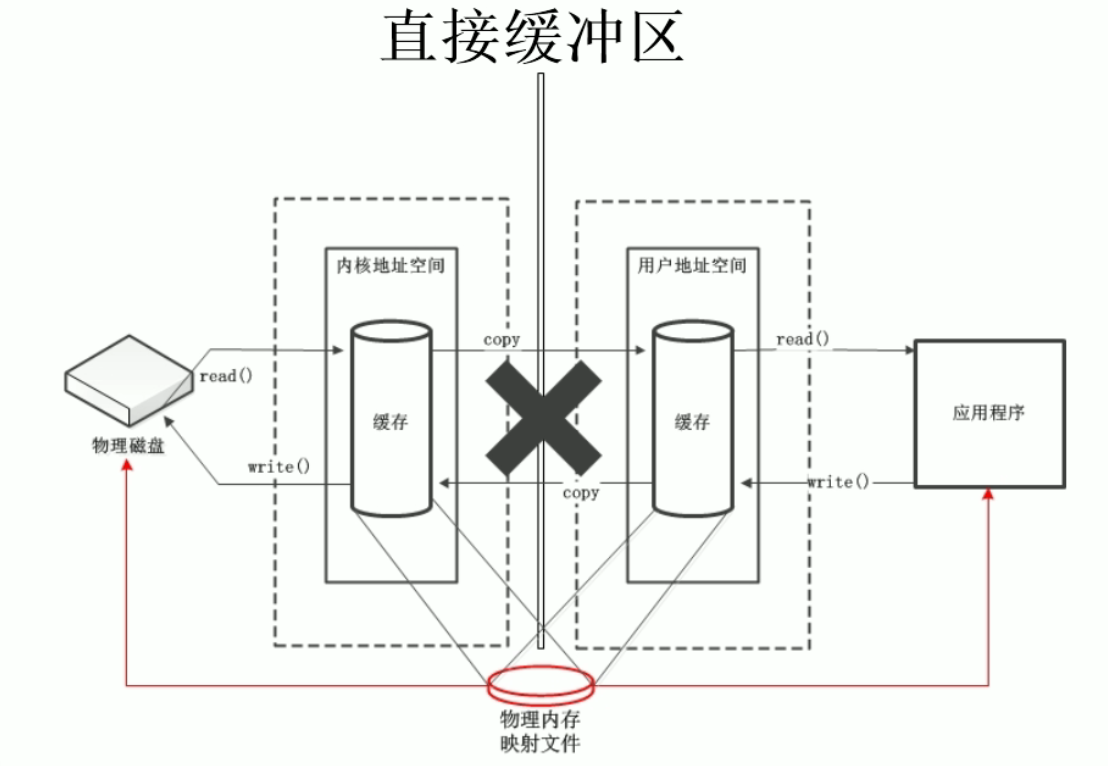 直接缓冲区
内核地址空间
用户地址空间
copy
read()
read()
缓存
缓存
应用程序
物理磁盘
write()
copy
write()
物理内存
映射文件